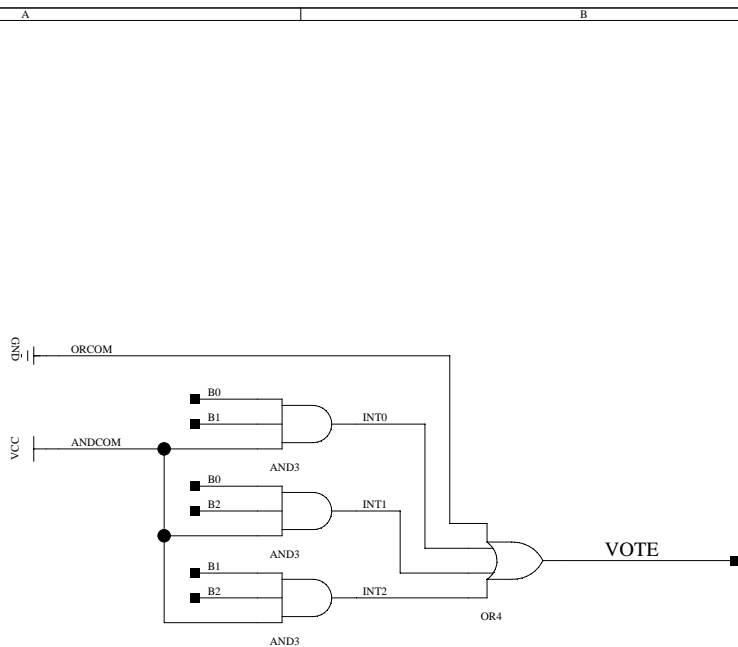 A B
GND ORCOM
B0
B1 INT0
VCC ANDCOM
AND3
B0
B2 INT1
VOTE
AND3
B1
B2 INT2
OR4
AND3